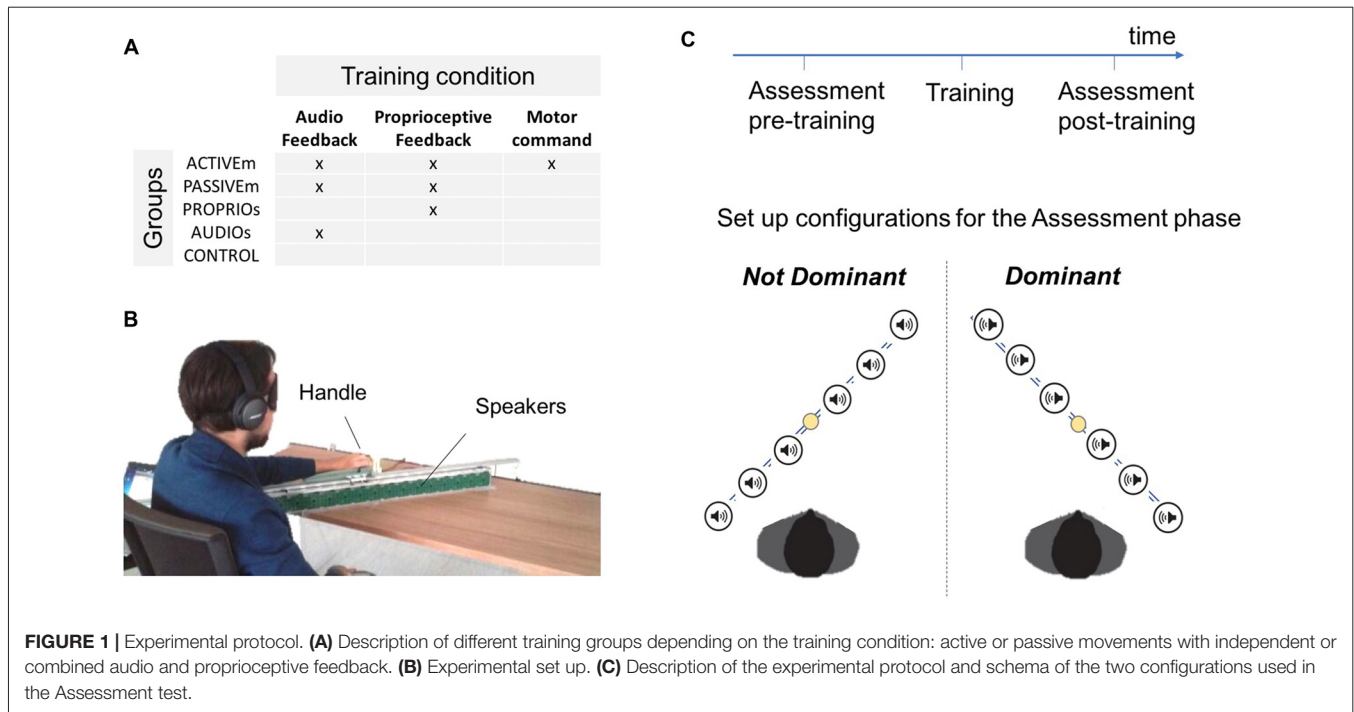 A
Training condition
Audio Feedback Proprioceptive Feedback Motor command
Groups
ACTIVEm x x x
PASSIVEm x x
PROPRIOs x
AUDIOs x
CONTROL
B
Handle
Speakers
C
time
Assessment pre-training
Training
Assessment post-training
Set up configurations for the Assessment phase
Not Dominant
Dominant
FIGURE 1 | Experimental protocol. (A) Description of different training groups depending on the training condition: active or passive movements with independent or
combined audio and proprioceptive feedback. (B) Experimental set up. (C) Description of the experimental protocol and schema of the two configurations used in
the Assessment test.